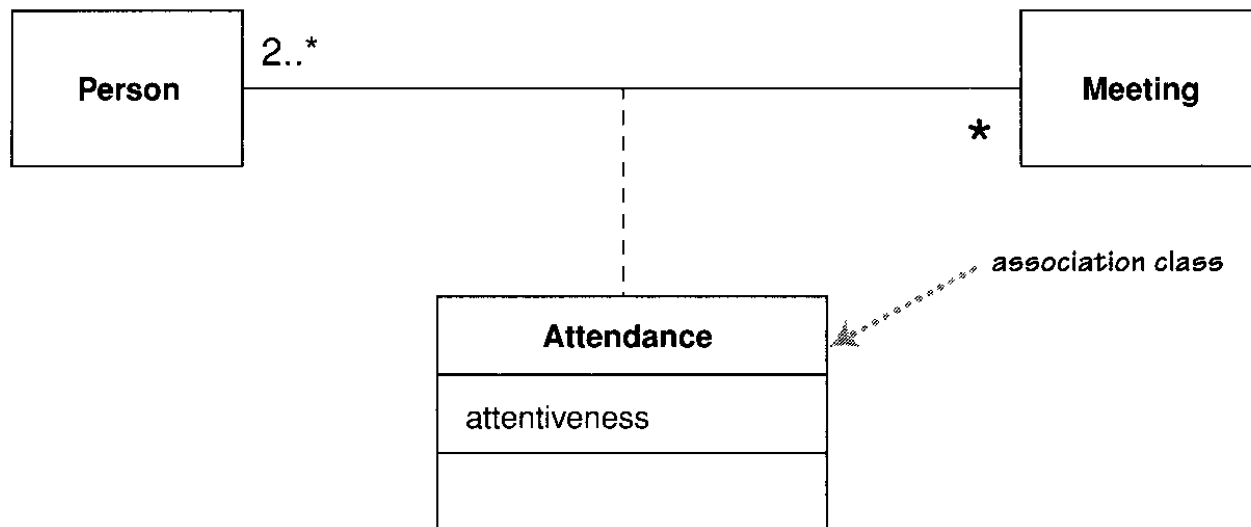 2..*
Person
Meeting
*
association class
Attendance
attentiveness